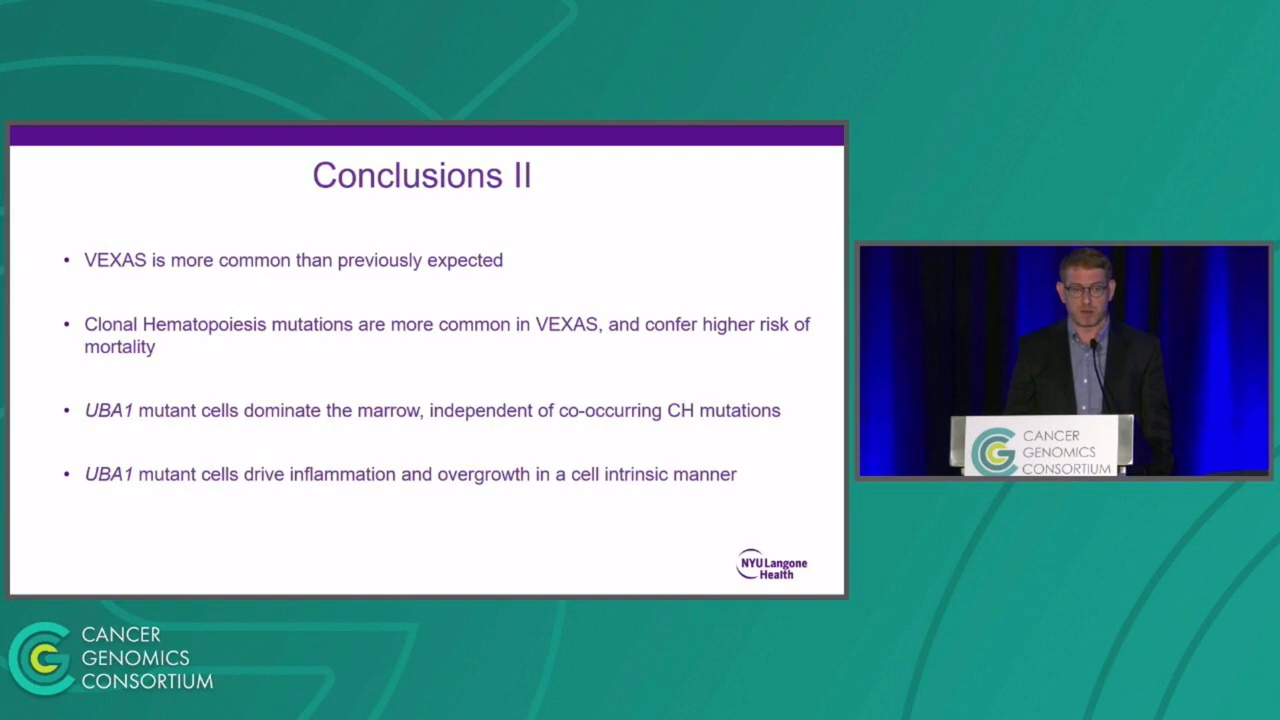 Conclusions II
• VEXAS is more common than previously expected
• Clonal Hematopoiesis mutations are more common in VEXAS, and confer higher risk of
mortality
• UBA1 mutant cells dominate the marrow, independent of co-occurring CH mutations
• UBA1 mutant cells drive inflammation and overgrowth in a cell intrinsic manner
NYU Langone
Health
CANCER
GENOMICS
CONSORTIUM
CANCER
GENOMICS
CONSORTIUM